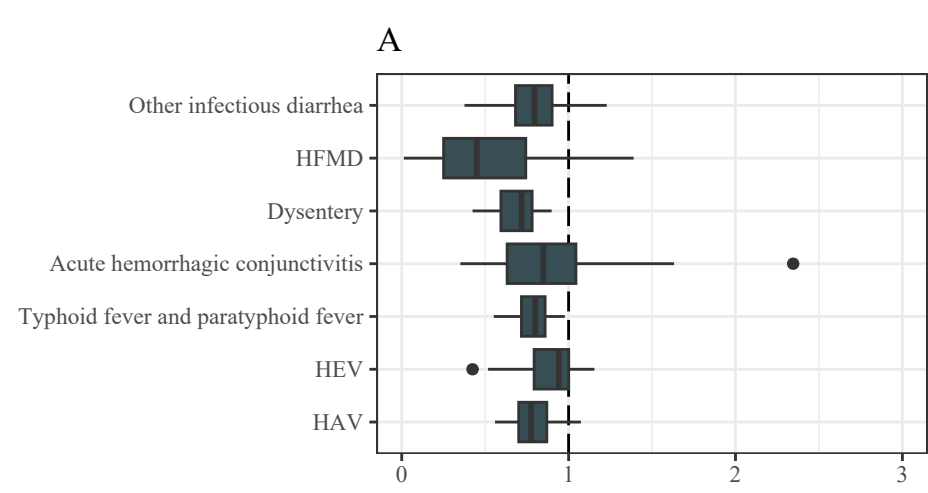 A
Other infectious diarrhea
HFMD
Dysentery
Acute hemorrhagic conjunctivitis
Typhoid fever and paratyphoid fever
HEV
HAV
0 1 2 3